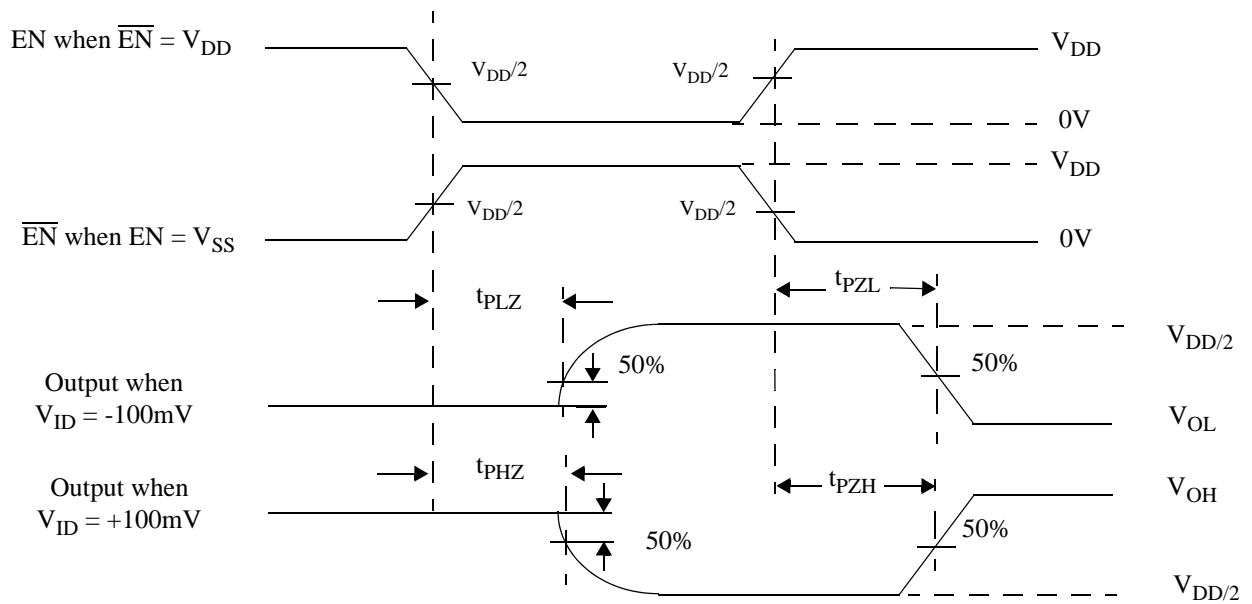 EN when E̅N̅ = VDD
VDD/2
VDD/2
VDD
0V
VDD
E̅N̅ when EN = VSS
VDD/2
VDD/2
0V
tPLZ
tPZL
Output when
VID = -100mV
50%
50%
VDD/2
VOL
tPHZ
tPZH
Output when
VID = +100mV
50%
50%
VOH
VDD/2